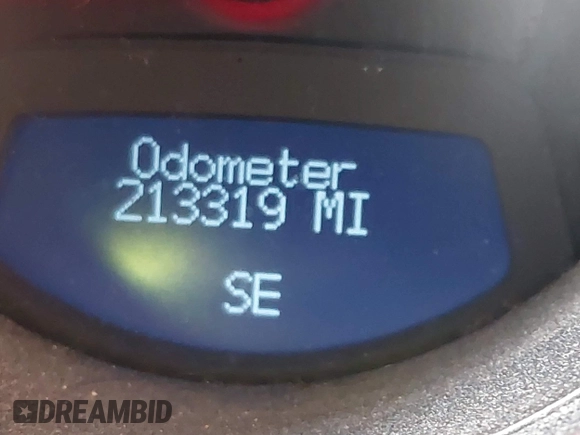 Odometer
213319 MI
SE
DREAMBID